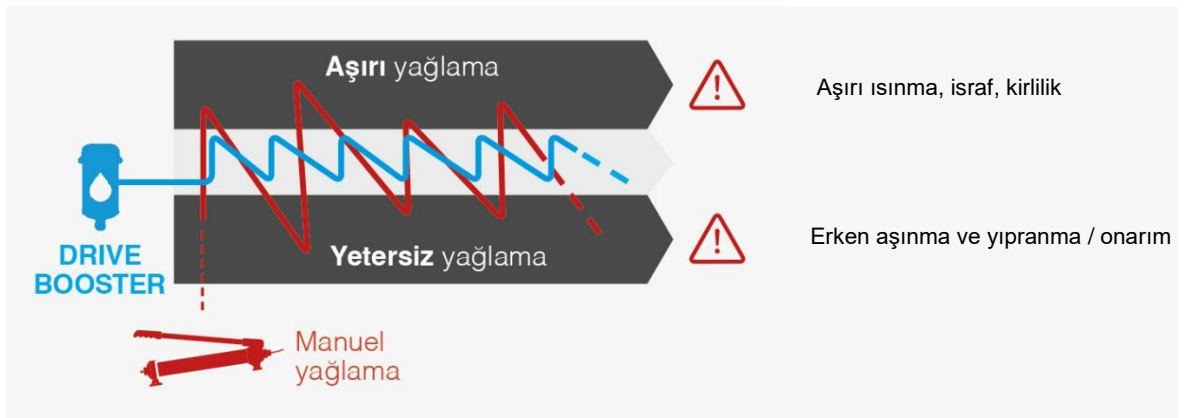 Aşırı yağlama
Aşırı ısınma, israf, kirlilik
DRIVE
BOOSTER
Yetersiz yağlama
Erken aşınma ve yıpranma / onarım
Manuel
yağlama